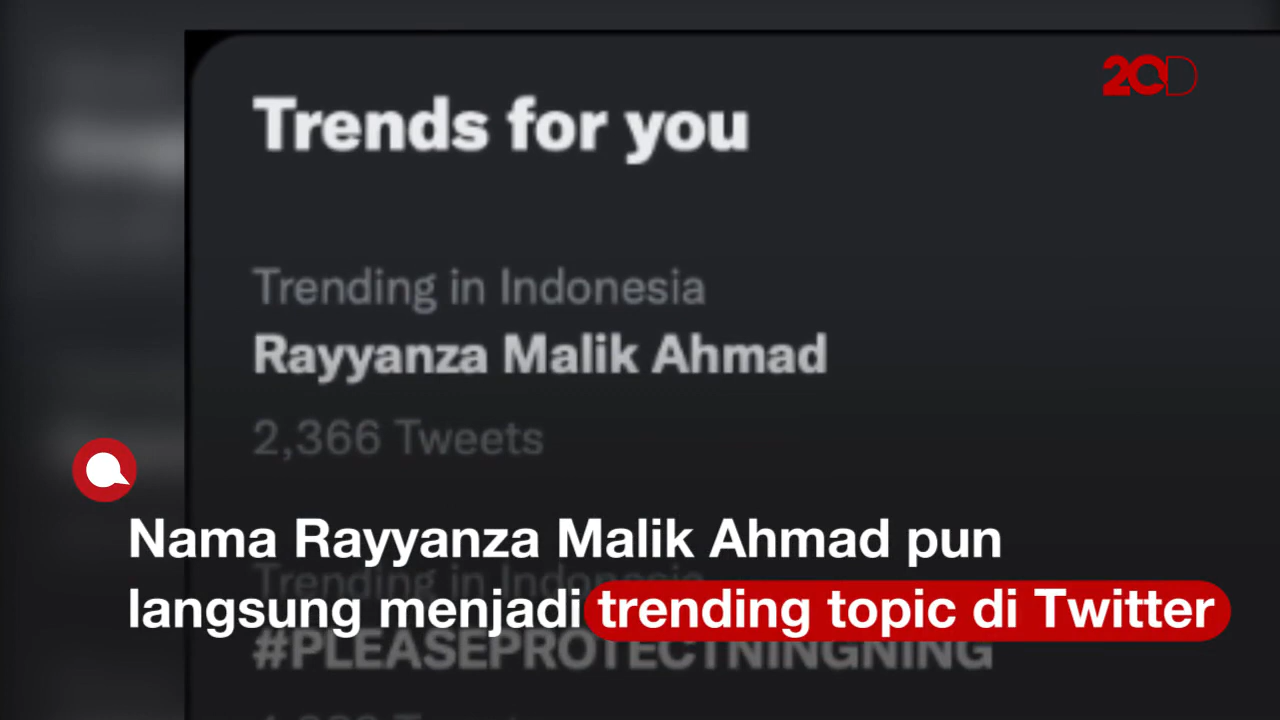 20D
Trends for you
Trending in Indonesia
Rayyanza Malik Ahmad
2,366 Tweets
Nama Rayyanza Malik Ahmad pun
Trending in Indonesia
langsung menjadi trending topic di Twitter
#PLEASEPROTECTNINGNING